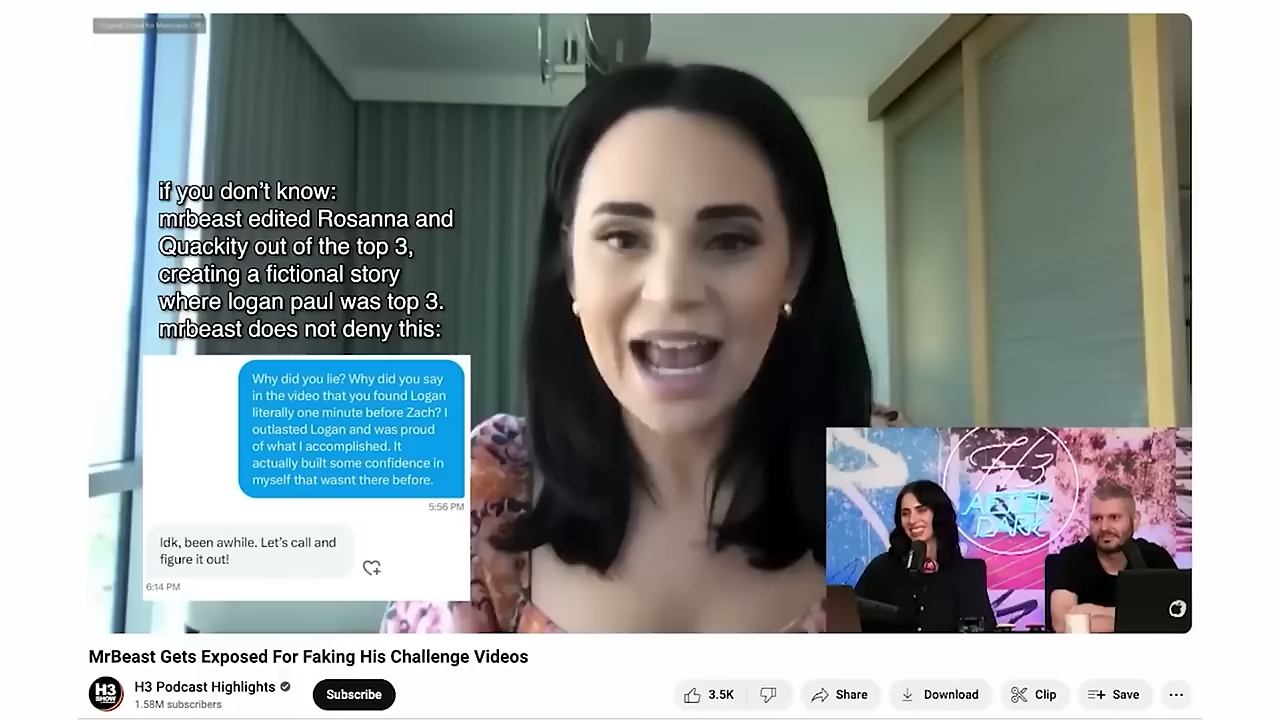 if you don't know:
mrbeast edited Rosanna and
Quackity out of the top 3,
creating a fictional story
where logan paul was top 3.
mrbeast does not deny this:
Why did you lie? Why did you say
in the video that you found Logan
literally one minute before Zach? I
outlasted Logan and was proud
of what I accomplished. It
actually built some confidence in
myself that wasnt there before.
5:56 PM
Idk, been awhile. Let's call and
figure it out!
6:14 PM
H3
AFTER
DARK
MrBeast Gets Exposed For Faking His Challenge Videos
H3
SHOW
H3 Podcast Highlights
1.58M subscribers
Subscribe
3.5K
Share
Download
Clip
Save